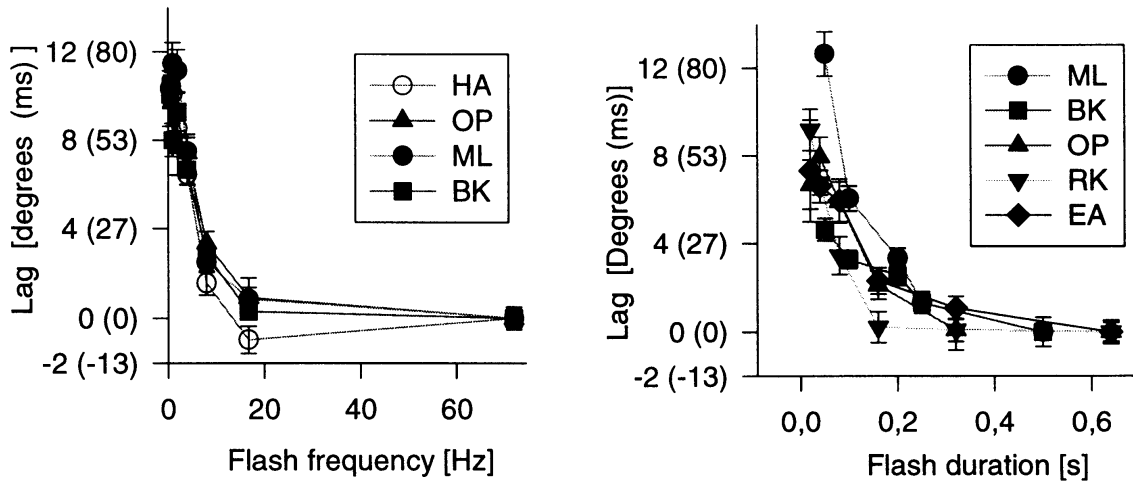 Lag [degrees (ms) ]
12 (80)
8 (53)
4 (27)
0 (0)
-2 (-13)
HA
OP
ML
BK
0
20
40
60
Flash frequency [Hz]
Lag [Degrees (ms)]
12 (80)
8 (53)
4 (27)
0 (0)
-2 (-13)
ML
BK
OP
RK
EA
0,0
0,2
0,4
0,6
Flash duration [s]